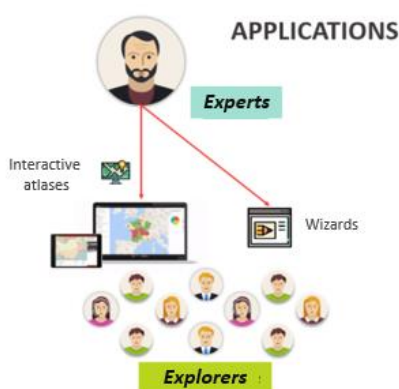 APPLICATIONS
Experts
Interactive
atlases
Wizards
Explorers